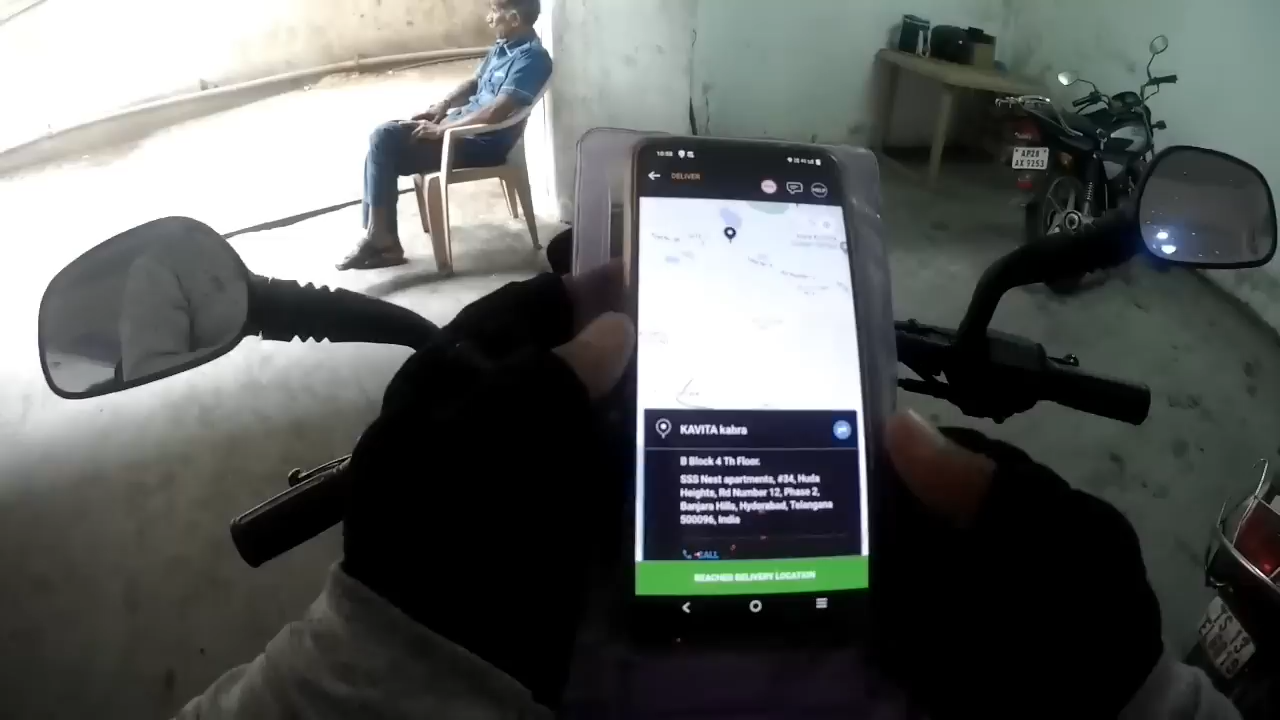 DELIVER
HELP
KAVITA kabra
B Block 4 Th Floor.
SSS Nest apartments, #34, Huda
Heights, Rd Number 12, Phase 2,
Banjara Hills, Hyderabad, Telangana
500096, India
CALL
REACHED DELIVERY LOCATION
AP28
AX 9253